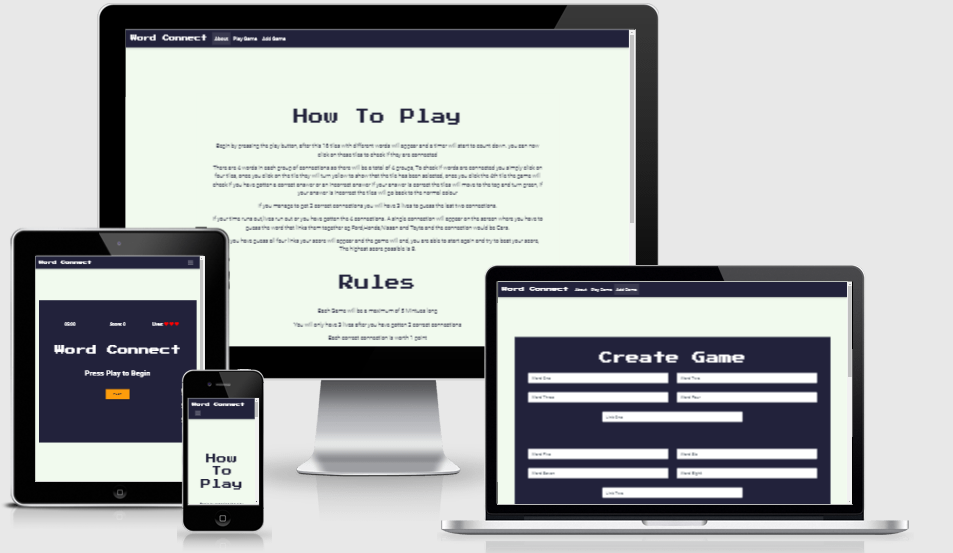 Word Connect About Play Game Add Game
How To Play
Begin by pressing the play button, after this 16 tiles with different words will appear and a timer will start to count down, you can now
click on these tiles to check if they are connected
There are 4 words in each group of connections so there will be a total of 4 groups, To check if words are connected you simply click on
four tiles, once you click on the tile they will turn yellow to show that the tile has been selected, once you click the 4th tile the game will
check if you have gotten a correct answer or an incorrect answer if your answer is correct the tiles will move to the top and turn green, if
your answer is incorrect the tiles will go back to the normal colour
If you manage to get 2 correct connections you will have 3 lives to guess the last two connections.
If your time runs out,lives run out or you have gotten the 4 connections. A single connection will appear on the screen where you have to
guess the word that links them together eg Ford,Honda,Nissan and Toyta and the connection would be Cars
you have guess all four links your score will appear and the game will end, you are able to start again and try to beat your score,
The highest score possible is 8
Rules
Each Game will be a maximum of 5 Minutes long
You will only have 3 lives after you have gotten 2 correct connections
Each correct connection is worth 1 point
Word Connect
05:00 Score: 0 Lives:
Word Connect
Press Play to Begin
PLAY
Word Connect
How
To
Play
Word Connect About Play Game Add Game
Create Game
Word One Word Two
Word Three Word Four
Link One
Word Five Word Six
Word Seven Word Eight
Link Two